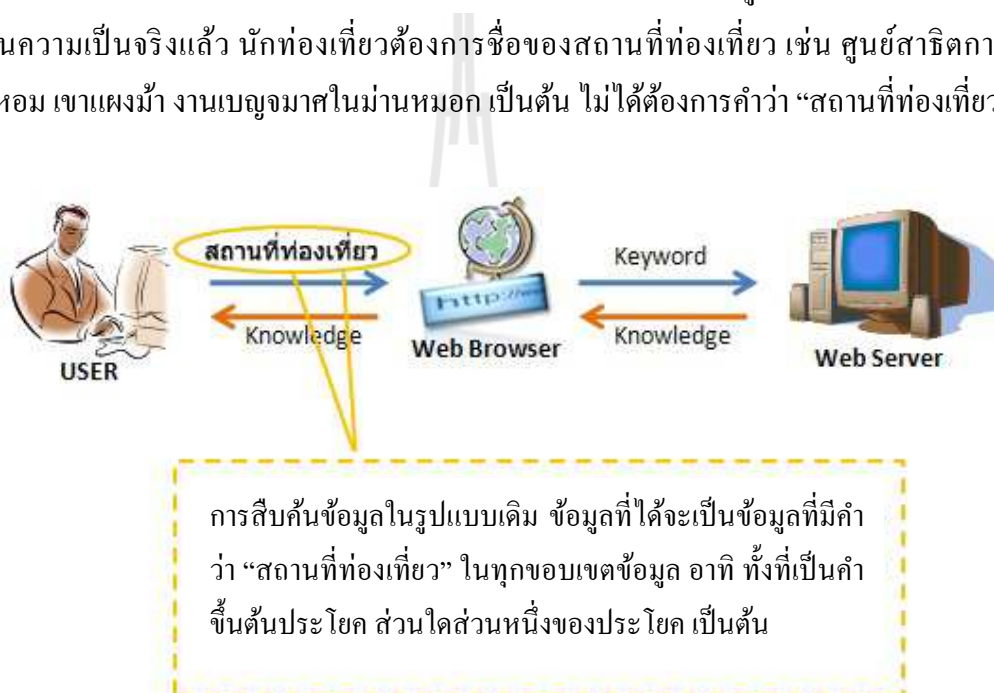 นความเป็นจริงแล้ว นักท่องเที่ยวต้องการชื่อของสถานที่ท่องเที่ยว เช่น ศูนย์สาธิตกา
หอม เขาแผงม้า งานเบญจมาศในม่านหมอก เป็นต้น ไม่ได้ต้องการคำว่า “สถานที่ท่องเที่ยว
สถานที่ท่องเที่ยว
Keyword
http://
Knowledge
Knowledge
USER
Web Browser
Web Server
การสืบค้นข้อมูลในรูปแบบเดิม ข้อมูลที่ได้จะเป็นข้อมูลที่มีคำ
ว่า “สถานที่ท่องเที่ยว” ในทุกขอบเขตข้อมูล อาทิ ทั้งที่เป็นคำ
ขึ้นต้นประโยค ส่วนใดส่วนหนึ่งของประโยค เป็นต้น